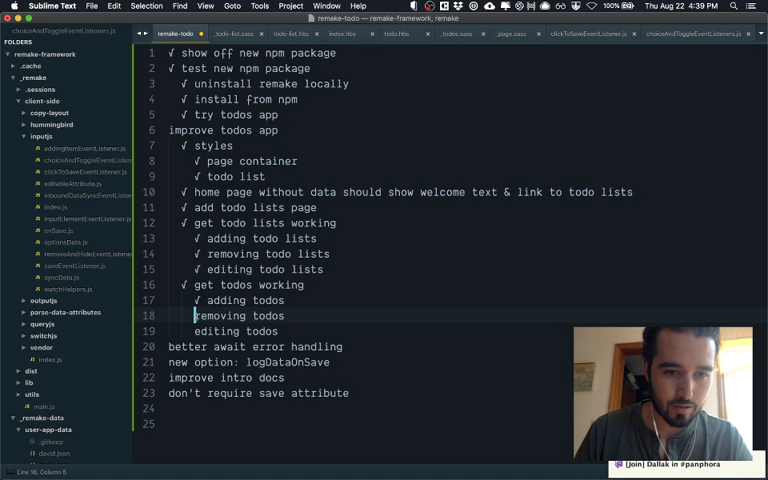 Sublime Text File Edit Selection Find View Goto Tools Project Window Help 100% Thu Aug 22 4:39 PM
remake-todo — remake-framework, remake
choiceAndToggleEventListeners.js
remake-todo _todo-list.sass todo-list.hbs index.hbs todo.hbs _todos.sass _page.sass clickToSaveEventListener.js choiceAndToggleEventListeners.js
FOLDERS
remake-framework
.cache
_remake
.sessions
client-side
copy-layout
hummingbird
inputjs
addingItemEventListener.js
choiceAndToggleEventListener
clickToSaveEventListener.js
editableAttribute.js
inboundDataSyncEventListener
index.js
inputElementEventListener.js
onSave.js
optionsData.js
removeAndHideEventListener
saveEventListener.js
syncData.js
watchHelpers.js
outputjs
parse-data-attributes
queryjs
switchjs
vendor
index.js
dist
lib
utils
main.js
_remake-data
user-app-data
.gitkeep
david.json
1 √ show off new npm package
2 √ test new npm package
3 √ uninstall remake locally
4 √ install from npm
5 √ try todos app
6 improve todos app
7 √ styles
8 √ page container
9 √ todo list
10 √ home page without data should show welcome text & link to todo lists
11 √ add todo lists page
12 √ get todo lists working
13 √ adding todo lists
14 √ removing todo lists
15 √ editing todo lists
16 √ get todos working
17 √ adding todos
18 removing todos
19 editing todos
20 better await error handling
21 new option: logDataOnSave
22 improve intro docs
23 don't require save attribute
24
25
Line 18, Column 5
[Join] Dallak in #panphora